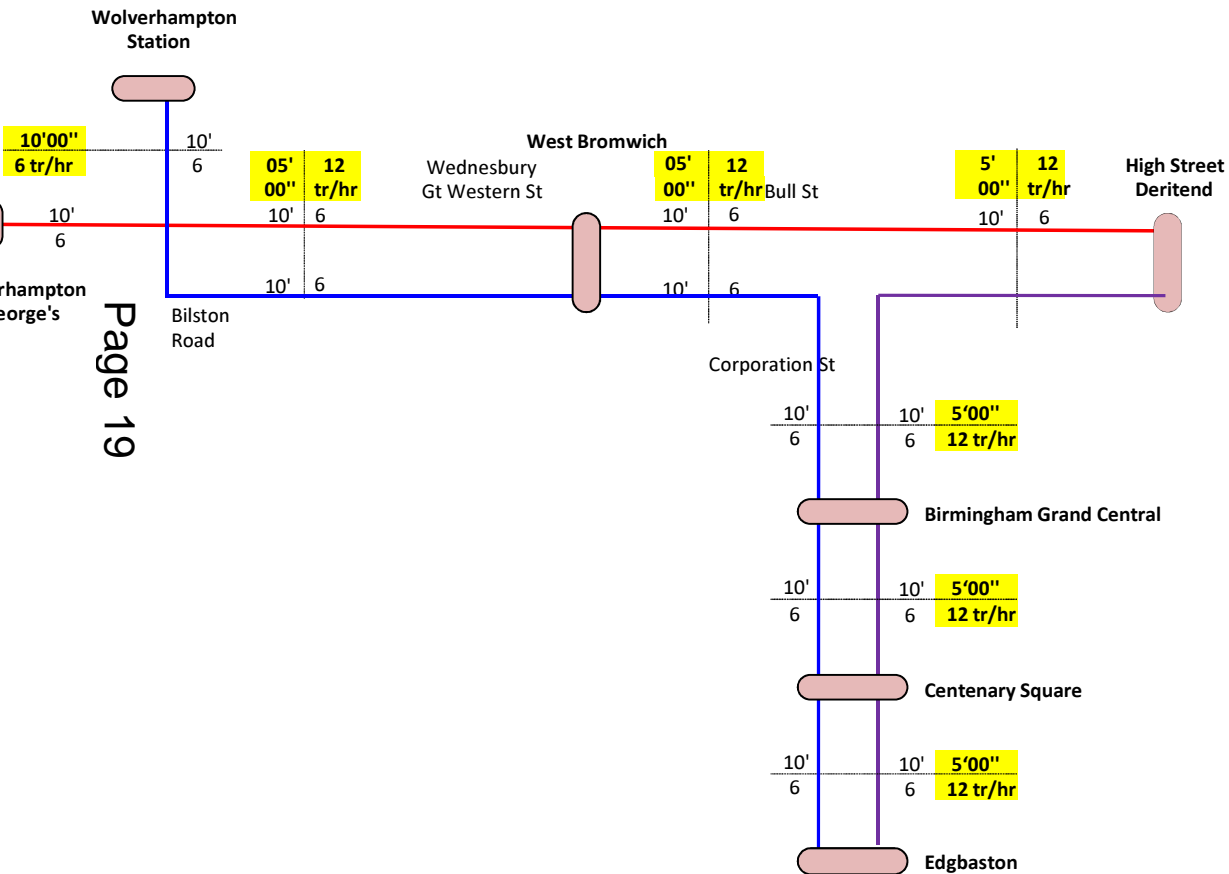 Wolverhampton
Station
10'00''
6 tr/hr
10'
6
10'
6
rhampton
eorge's
Page 19
Bilston
Road
05'
00''
12
tr/hr
10'
6
10'
6
Wednesbury
Gt Western St
West Bromwich
05'
00''
12
tr/hr
Bull St
10'
6
10'
6
5'
00''
12
tr/hr
10'
6
High Street
Deritend
Corporation St
10'
6
10'
6
5‘00''
12 tr/hr
Birmingham Grand Central
10'
6
10'
6
5‘00''
12 tr/hr
Centenary Square
10'
6
10'
6
5‘00''
12 tr/hr
Edgbaston